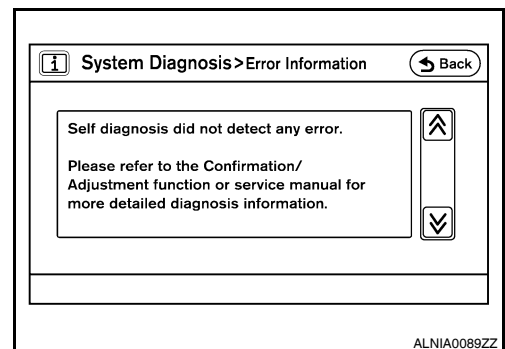 i System Diagnosis>Error Information Back
Self diagnosis did not detect any error.
Please refer to the Confirmation/
Adjustment function or service manual for
more detailed diagnosis information.
ALNIA0089ZZ